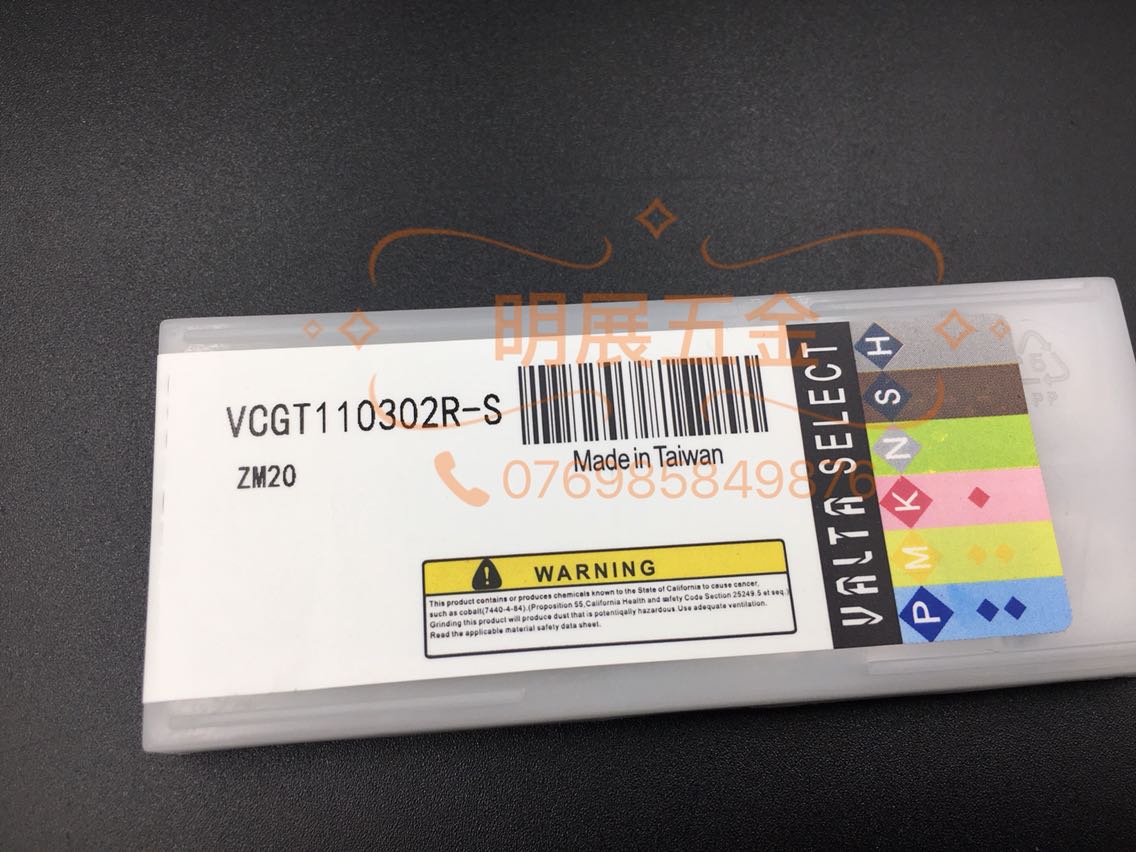 明展五金
VCGT110302R-S
ZM20
Made in Taiwan
076985849876
WARNING
This product contains or produces chemicals known to the State of California to cause cancer,
such as cobalt(7440-4-84).(Proposition 55,California Health and safety Code Section 25249.5 et seq.)
Grinding this product will produce dust that is potentiqally hazardous. Use adequate ventilation.
Read the applicable material safety data sheet.
VALTA SELECT
H
S
N
K
M
P
5
PP